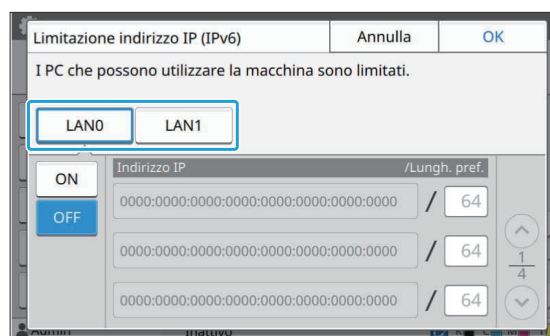 Limitazione indirizzo IP (IPv6) Annulla OK
I PC che possono utilizzare la macchina sono limitati.
LAN0 LAN1
Indirizzo IP /Lungh. pref.
ON
0000:0000:0000:0000:0000:0000:0000:0000 / 64
OFF
0000:0000:0000:0000:0000:0000:0000:0000 / 64
1
4
0000:0000:0000:0000:0000:0000:0000:0000 / 64
Admin Inattivo